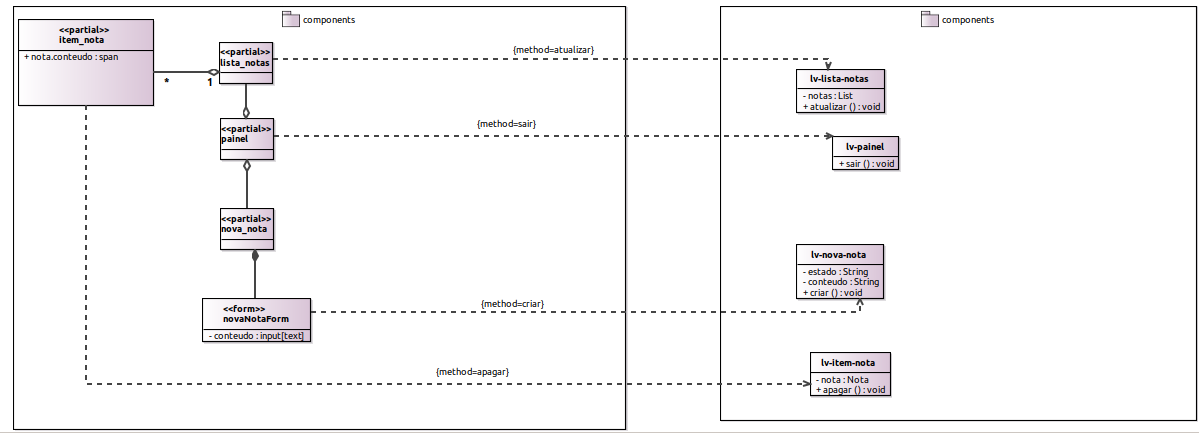 components
<<partial>>
item_nota
+ nota.conteudo : span
*
1
<<partial>>
lista_notas
{method=atualizar}
<<partial>>
painel
{method=sair}
<<partial>>
nova_nota
<<form>>
novaNotaForm
- conteudo : input[text]
{method=criar}
{method=apagar}
components
lv-lista-notas
- notas : List
+ atualizar () : void
lv-painel
+ sair () : void
lv-nova-nota
- estado : String
- conteudo : String
+ criar () : void
lv-item-nota
- nota : Nota
+ apagar () : void